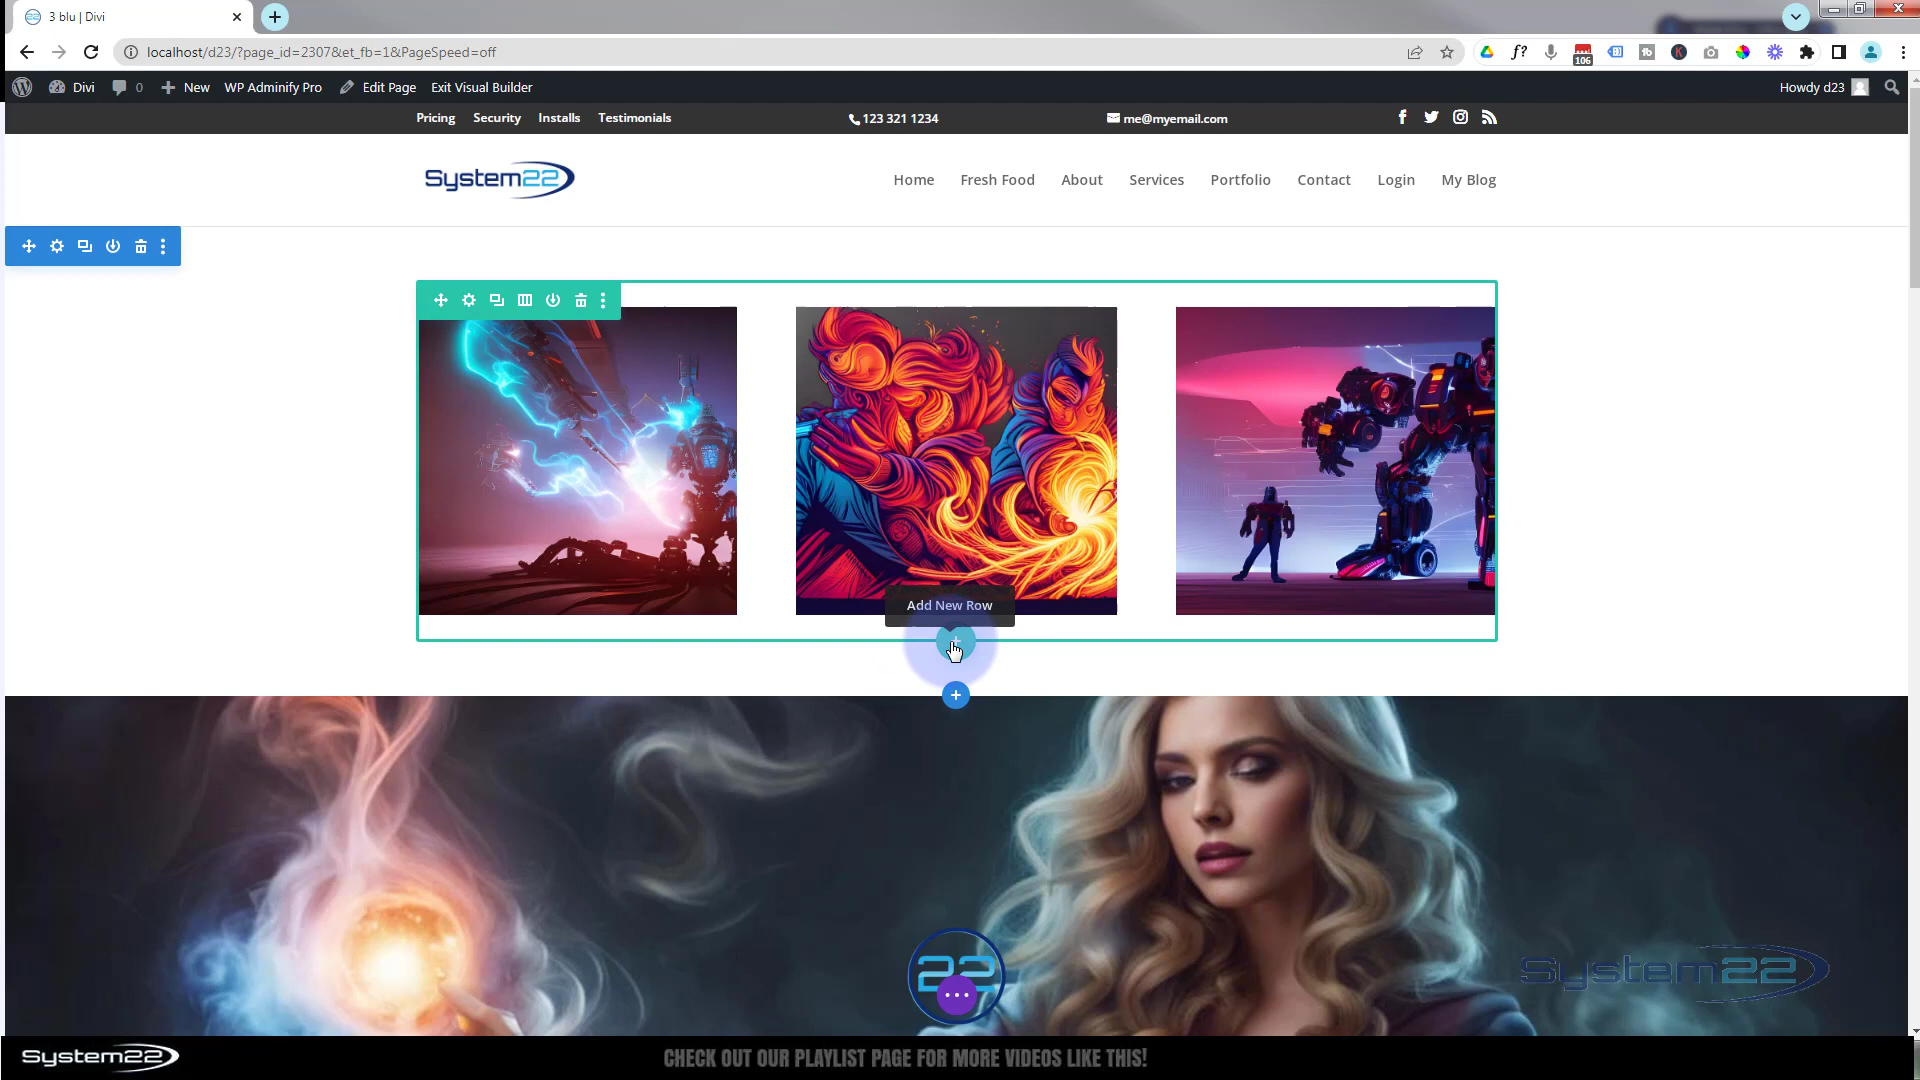 3 blu | Divi
localhost/d23/?page_id=2307&et_fb=1&PageSpeed=off
f?
106
Divi 0 New WP Adminify Pro Edit Page Exit Visual Builder Howdy d23
Pricing Security Installs Testimonials 123 321 1234 me@myemail.com
System22
Home Fresh Food About Services Portfolio Contact Login My Blog
Add New Row
22
System22
System22
CHECK OUT OUR PLAYLIST PAGE FOR MORE VIDEOS LIKE THIS!